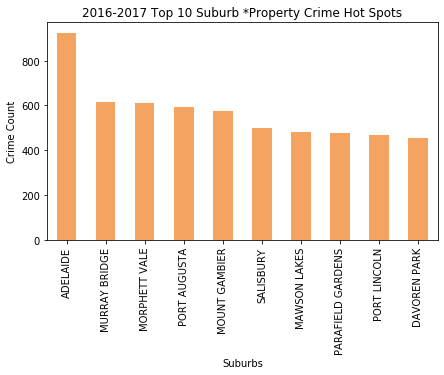 2016-2017 Top 10 Suburb *Property Crime Hot Spots
Crime Count
800
600
400
200
0
ADELAIDE
MURRAY BRIDGE
MORPHETT VALE
PORT AUGUSTA
MOUNT GAMBIER
SALISBURY
MAWSON LAKES
PARAFIELD GARDENS
PORT LINCOLN
DAVOREN PARK
Suburbs